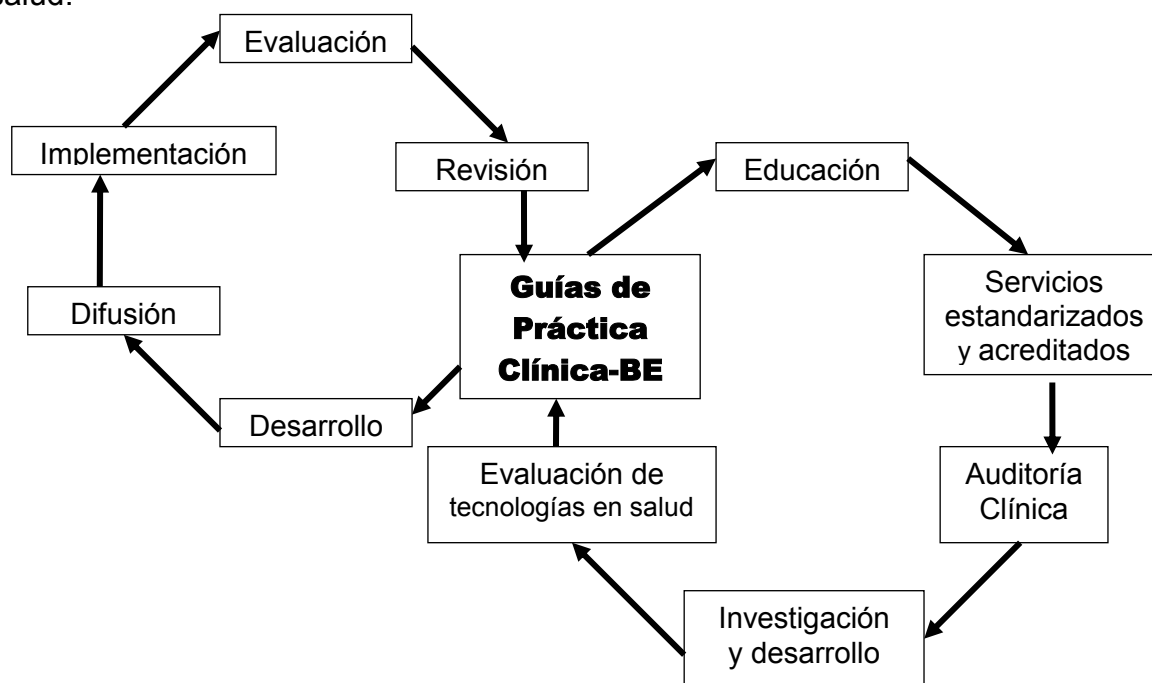 salud.
Evaluación
Implementación
Revisión
Educación
Guías de
Práctica
Clínica-BE
Servicios
estandarizados
y acreditados
Difusión
Desarrollo
Evaluación de
tecnologías en salud
Auditoría
Clínica
Investigación
y desarrollo